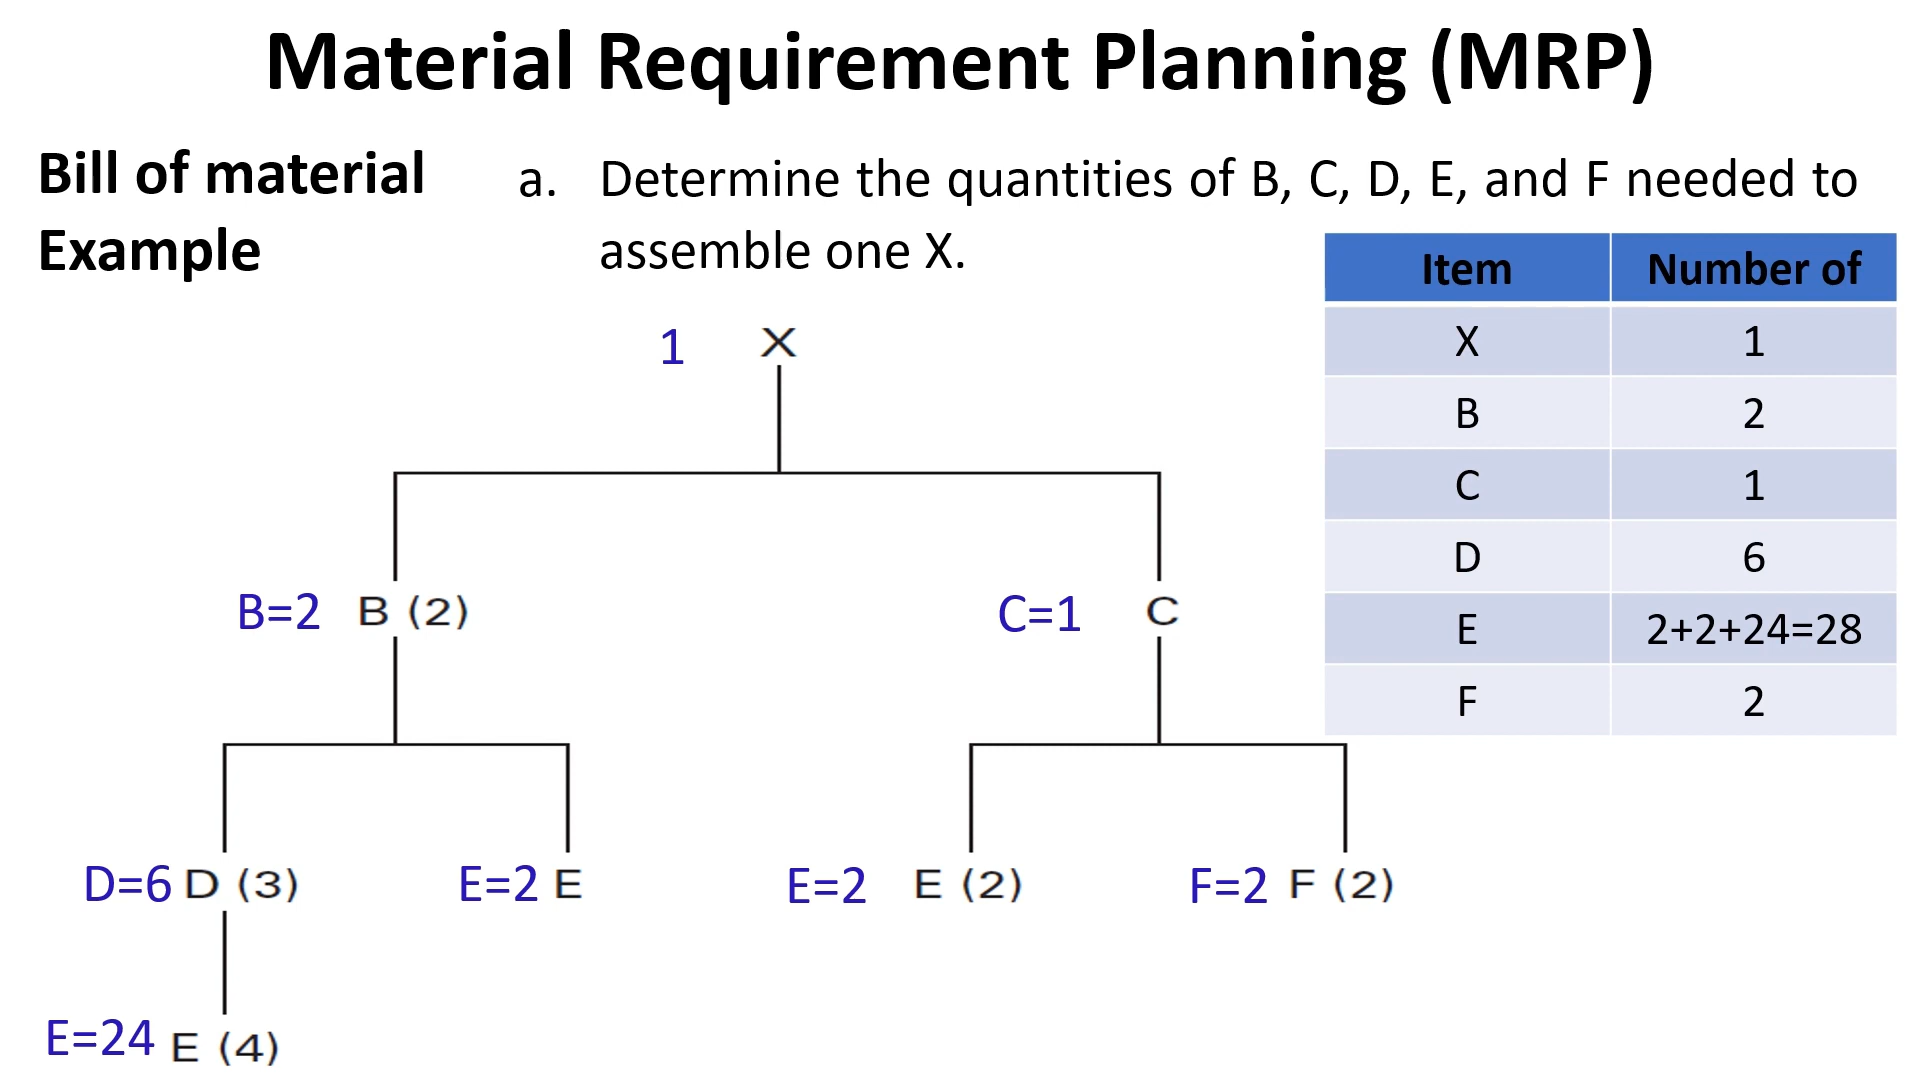 Material Requirement Planning (MRP)
Bill of material
Example
a. Determine the quantities of B, C, D, E, and F needed to
assemble one X.
Item Number of
X 1
B 2
C 1
D 6
E 2+2+24=28
F 2
1 X
B=2 B (2)
C=1 C
D=6 D (3)
E=2 E
E=2 E (2)
F=2 F (2)
E=24 E (4)